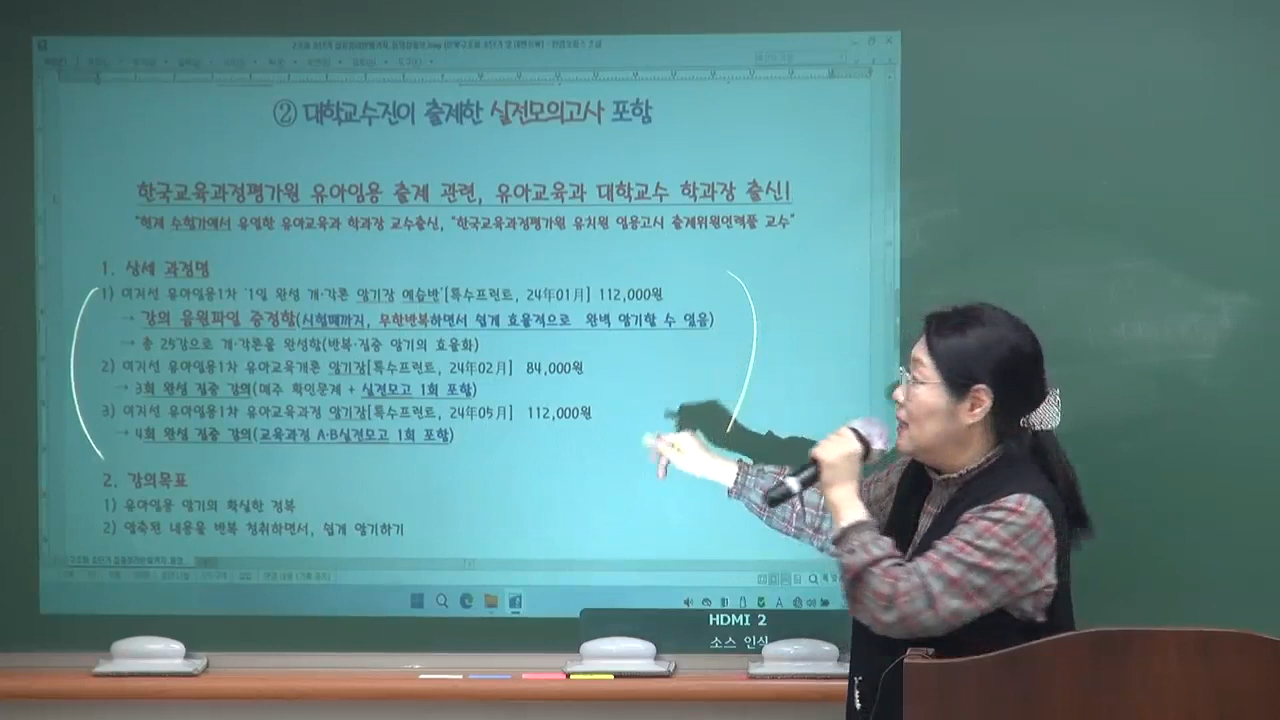 ② 대학교수진이 출제한 실전모의고사 포함
한국교육과정평가원 유아임용 출제 관련, 유아교육과 대학교수 학과장 출신!
"현재 수험가에서 유일한 유아교육과 학과장 교수출신, "한국교육과정평가원 유치원 임용고시 출제위원인력풀 교수"
1. 상세 과정명
1) 이지선 유아임용1차 '1일 완성 개·각론 암기장 예습반'[특수프린트, 24年01月] 112,000원
→ 강의 음원파일 증정함(시험때까지, 무한반복하면서 쉽게 효율적으로 완벽 암기할 수 있음)
→ 총 25강으로 개·각론을 완성함(반복·집중 암기의 효율화)
2) 이지선 유아임용1차 유아교육개론 암기장[특수프린트, 24年02月] 84,000원
→ 3회 완성 집중 강의(매주 확인문제 + 실전모고 1회 포함)
3) 이지선 유아임용1차 유아교육과정 암기장[특수프린트, 24年05月] 112,000원
→ 4회 완성 집중 강의(교육과정 A·B실전모고 1회 포함)
2. 강의목표
1) 유아임용 암기의 확실한 정복
2) 압축된 내용을 반복 청취하면서, 쉽게 암기하기
HDMI 2
소스 인식